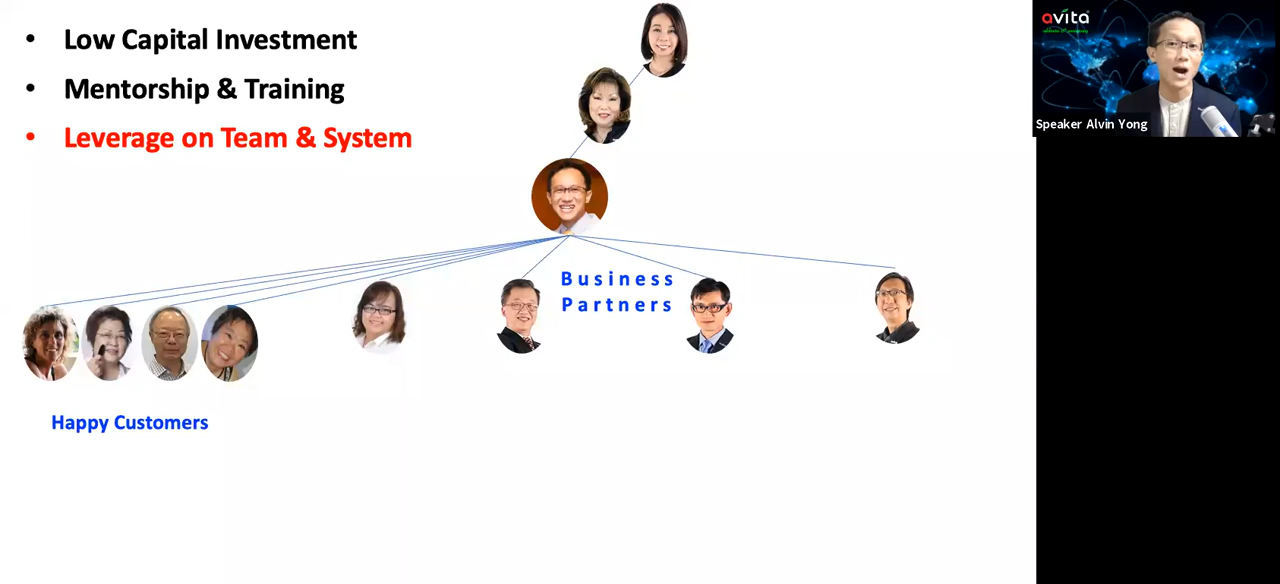 • Low Capital Investment
• Mentorship & Training
• Leverage on Team & System
Business
Partners
Happy Customers
avita
Speaker Alvin Yong